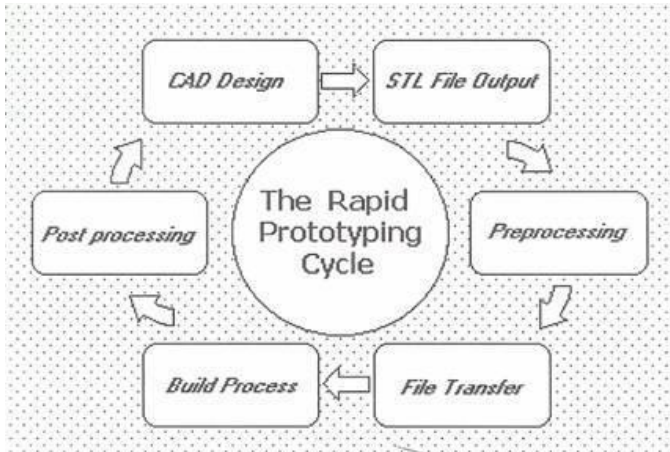 CAD Design
STL File Output
The Rapid
Prototyping
Cycle
Post processing
Preprocessing
Build Process
File Transfer